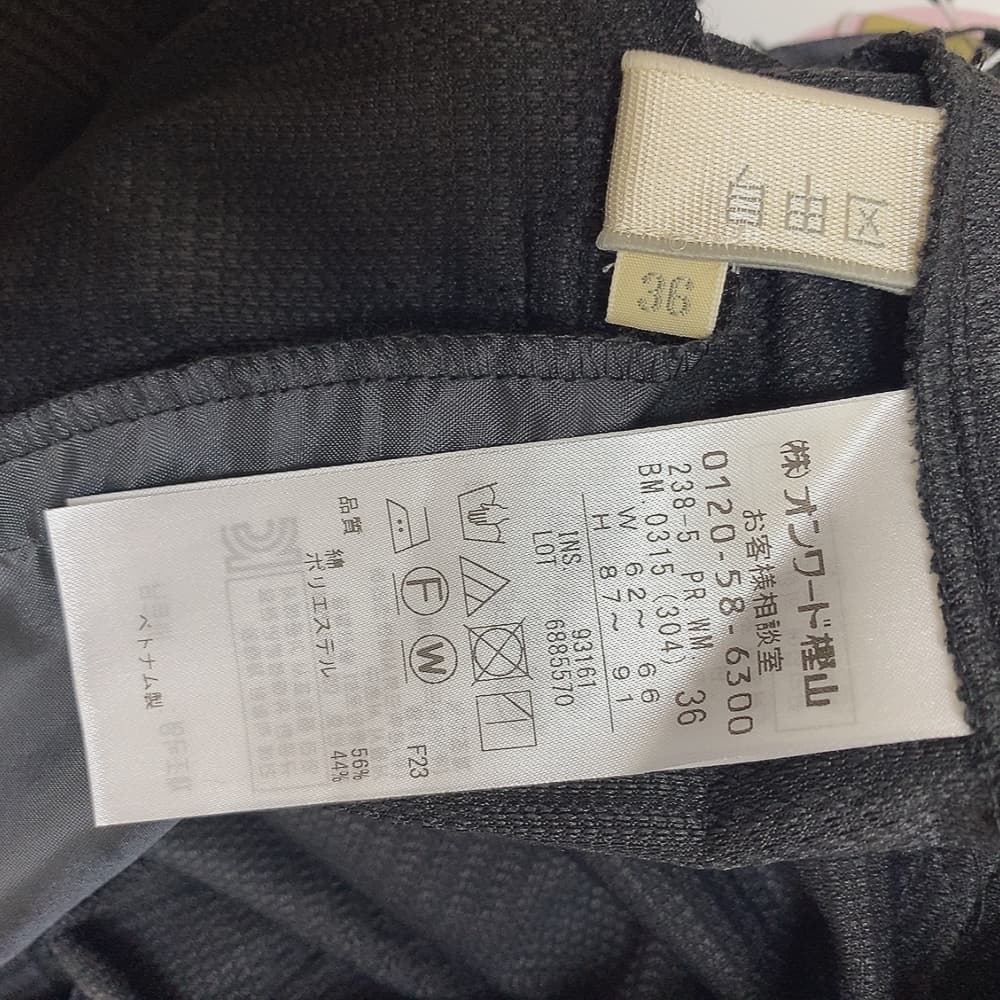 自由区
36
(株)オンワード樫山
お客様相談室
0120-58-6300
238-5 PR.WM 36
BM.0315(304)
W 62〜 66
H 87〜 91
INS 9316
LOT 6885570
F W
品質 F23
綿 56%
ポリエステル 44%
ベトナム製